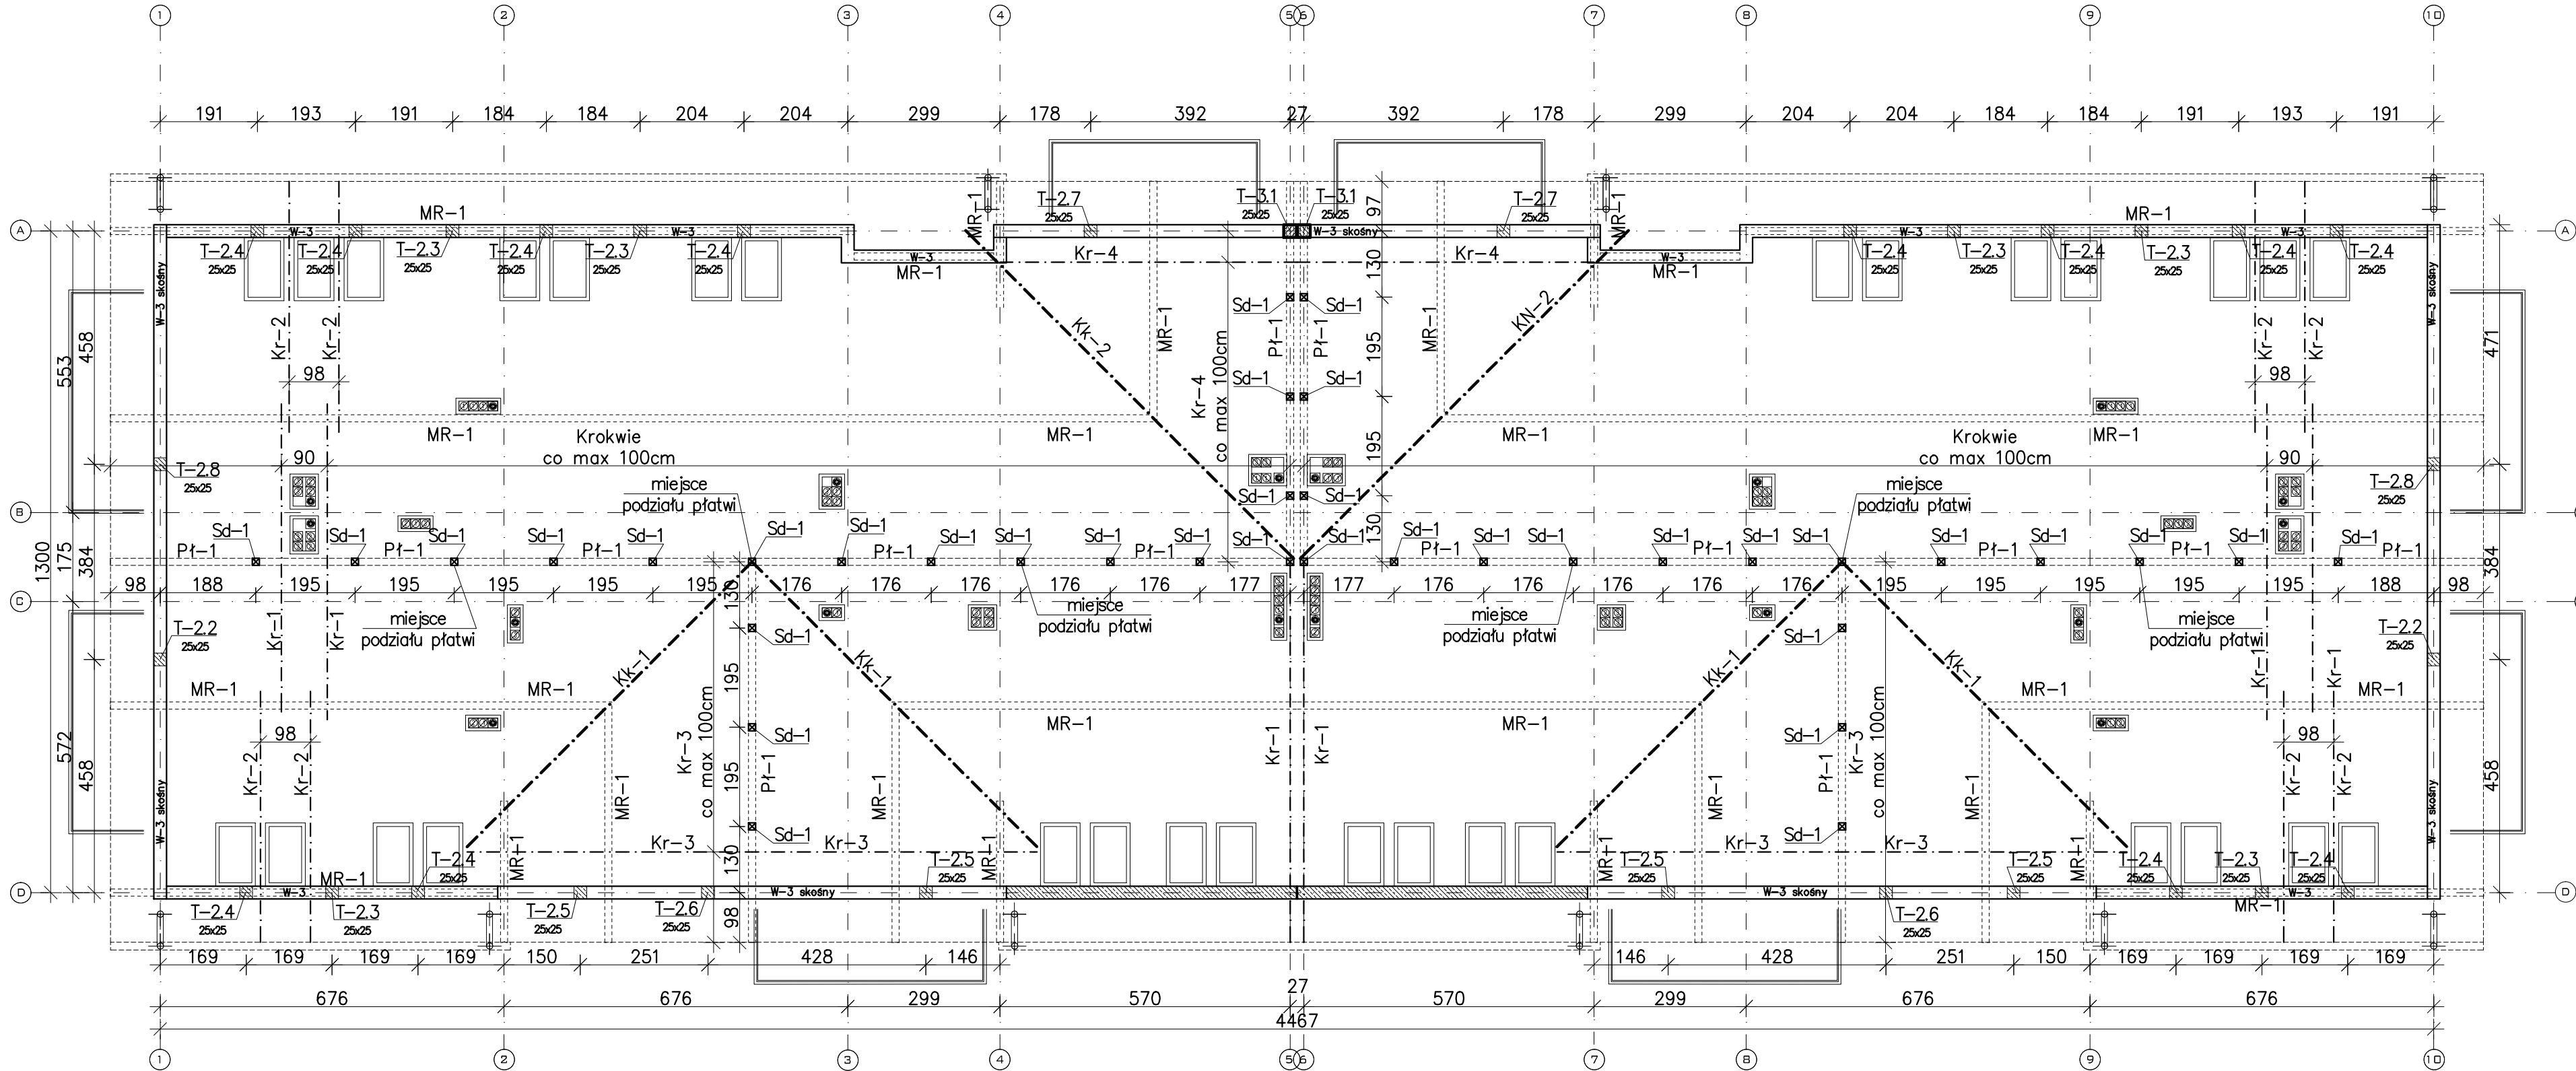 1 2 3 4 5 6 7 8 9 10
191 193 191 184 184 204 204 299 178 392 27 392 178 299 204 204 184 184 191 193 191
MR-1 T-2.7 25x25 T-3.1 25x25 T-3.1 25x25 T-2.7 25x25 MR-1 97
MR-1 MR-1
A W-3 W-3 W-3 skośny W-3 W-3 A
T-2.4 25x25 T-2.4 25x25 T-2.3 25x25 T-2.4 25x25 T-2.3 25x25 T-2.4 25x25
T-2.4 25x25 T-2.3 25x25 T-2.4 25x25 T-2.3 25x25 T-2.4 25x25 T-2.4 25x25
W-3 MR-1 Kr-4 Kr-4 W-3 MR-1
W-3 skośny W-3 skośny
130
Sd-1 Sd-1
Kr-2 Kr-2 Kk-2 MR-1 Pł-1 Pł-1 MR-1 KN-2 Kr-2 Kr-2
553 458 195 471
98 Kr-4 co max 100cm Sd-1 Sd-1 98
MR-1 MR-1 MR-1 MR-1
Krokwie
co max 100cm
Krokwie
co max 100cm
195
90 90
T-2.8 25x25 T-2.8 25x25
miejsce
podziału płatwi
miejsce
podziału płatwi
Sd-1 Sd-1
B
130
1300 175 384 384
Sd-1 Sd-1 Sd-1 Sd-1 Sd-1 Sd-1 Sd-1 Sd-1 Sd-1 Sd-1 Sd-1 Sd-1 Sd-1 Sd-1 Sd-1 Sd-1 Sd-1 Sd-1 Sd-1 Sd-1 Sd-1 Sd-1 Sd-1 Sd-1
Pł-1 Pł-1 Pł-1 Pł-1 Pł-1 Pł-1 Pł-1 Pł-1 Pł-1 Pł-1
98 188 195 195 195 195 195 176 176 176 176 176 177 177 176 176 176 176 176 195 195 195 195 195 188 98
C
miejsce
podziału płatwi
miejsce
podziału płatwi
miejsce
podziału płatwi
miejsce
podziału płatwi
130
Kr-1 Kr-1 Kr-1 Kr-1
T-2.2 25x25 T-2.2 25x25
Sd-1 Sd-1
Kk-1 Kk-1 Kk-1 Kk-1
195
MR-1 MR-1 MR-1 MR-1
MR-1 MR-1
572 458 458
98 98
Sd-1 Sd-1
Kr-3 co max 100cm Kr-3 co max 100cm
Kr-1 Kr-1
Kr-2 Kr-2 Kr-2 Kr-2
195 Pł-1 Pł-1
MR-1 MR-1 MR-1 MR-1
W-3 skośny W-3 skośny
Sd-1 Sd-1
Kr-3 Kr-3 Kr-3 Kr-3
130
MR-1 MR-1 MR-1 MR-1
MR-1 T-2.4 25x25 T-2.5 25x25 T-2.5 25x25 T-2.5 25x25 T-2.4 25x25 T-2.3 25x25 T-2.4 25x25
D W-3 W-3 skośny W-3 skośny W-3 D
MR-1
T-2.4 25x25 T-2.3 25x25 T-2.5 25x25 T-2.6 25x25 98 T-2.6 25x25
169 169 169 169 150 251 428 146 146 428 251 150 169 169 169 169
676 676 299 570 27 570 299 676 676
4467
1 2 3 4 5 6 7 8 9 10